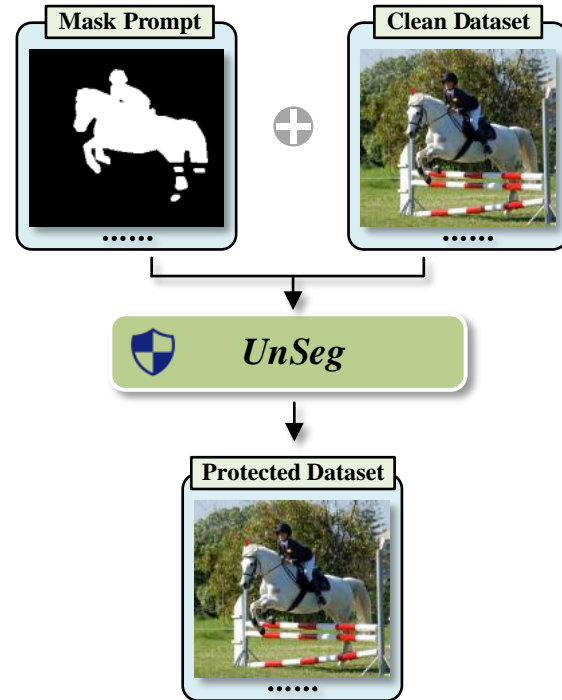 Mask Prompt
Clean Dataset
......
......
UnSeg
Protected Dataset
......